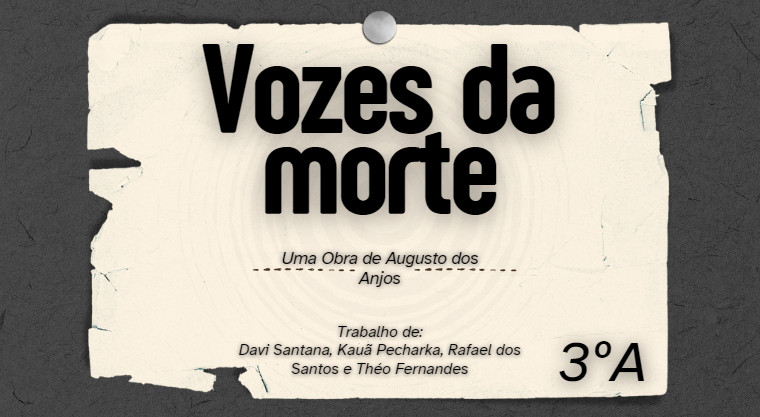 Vozes da
morte
Uma Obra de Augusto dos
Anjos
Trabalho de:
Davi Santana, Kauã Pecharka, Rafael dos
Santos e Théo Fernandes
3°A